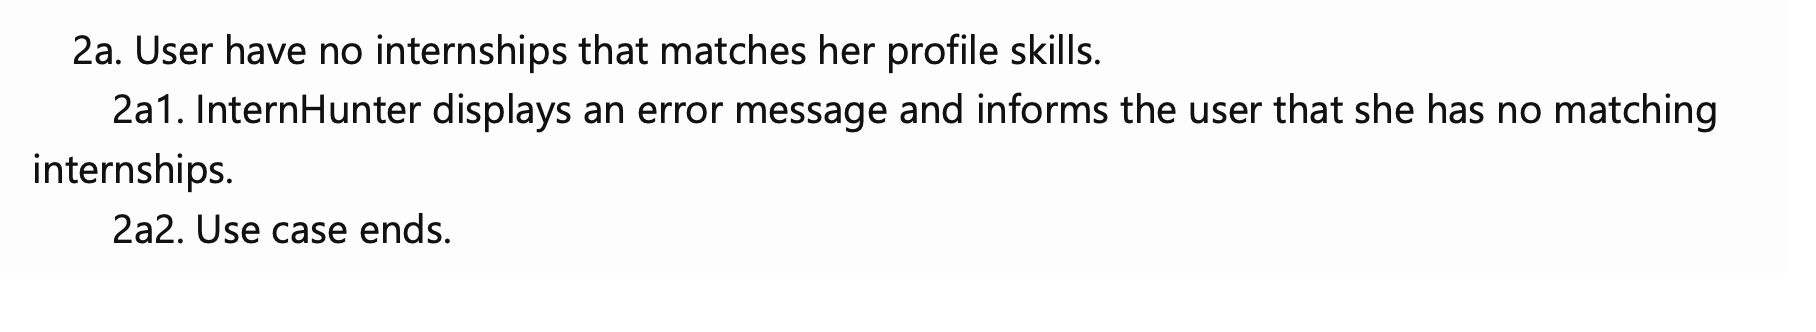 2a. User have no internships that matches her profile skills.
2a1. InternHunter displays an error message and informs the user that she has no matching
internships.
2a2. Use case ends.